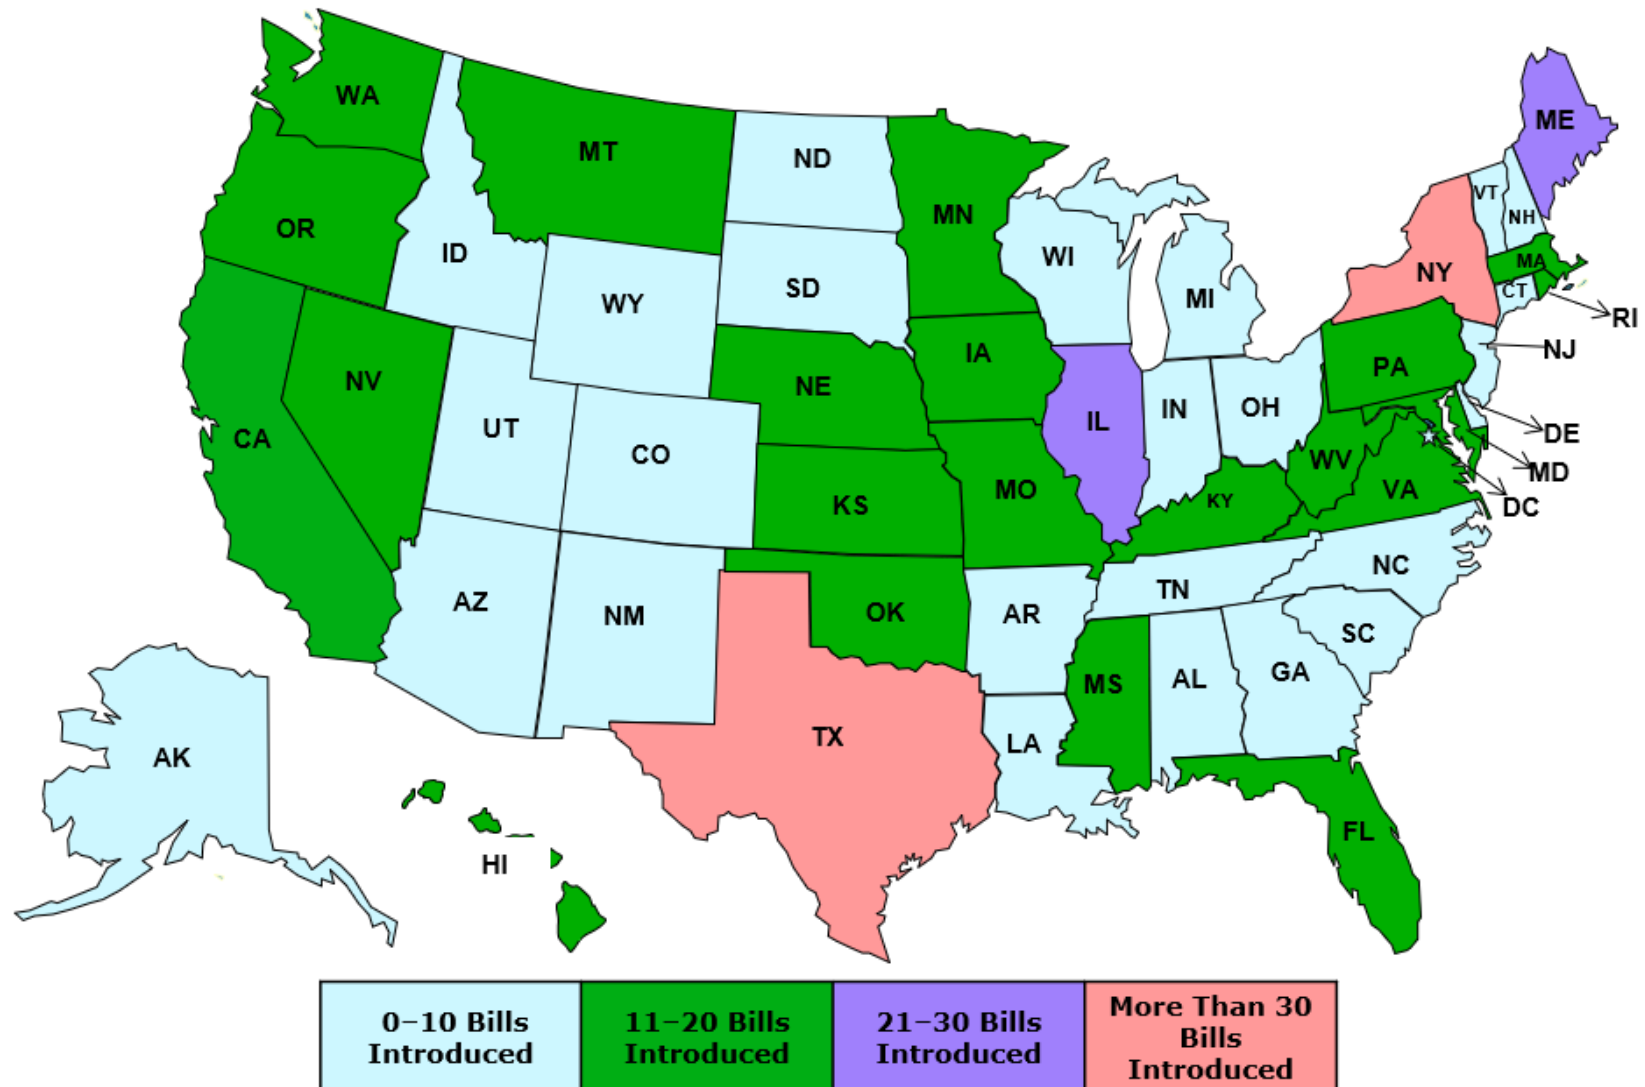 WA
MT
ND
MN
ME
OR
ID
WY
SD
WI
MI
NY
VT
NH
MA
CT
RI
NJ
NV
CA
UT
CO
NE
IA
KS
MO
IL
IN
OH
PA
DE
MD
DC
WV
VA
KY
AZ
NM
OK
AR
TN
NC
SC
MS
AL
GA
TX
LA
FL
AK
HI
0–10 Bills
Introduced
11–20 Bills
Introduced
21–30 Bills
Introduced
More Than 30
Bills
Introduced